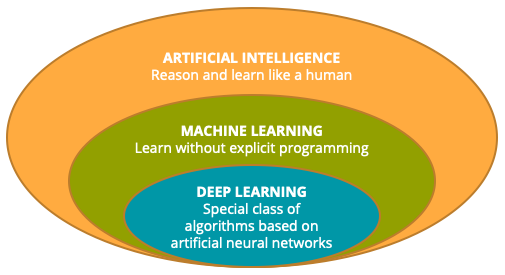 ARTIFICIAL INTELLIGENCE
Reason and learn like a human
MACHINE LEARNING
Learn without explicit programming
DEEP LEARNING
Special class of
algorithms based on
artificial neural networks